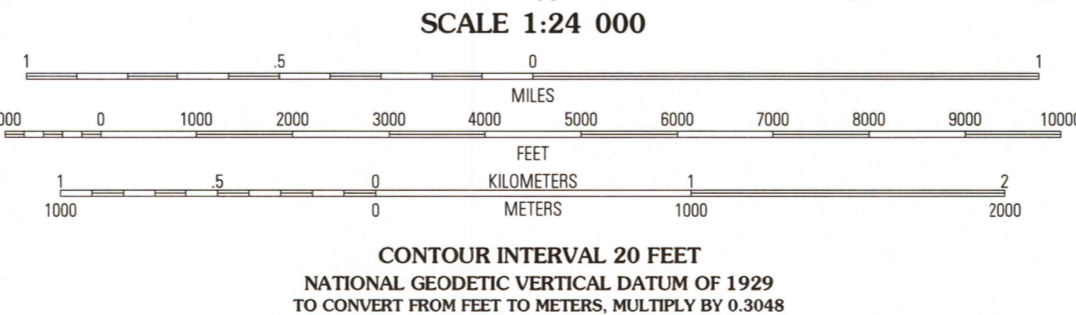 SCALE 1:24 000
1 .5 0 1
MILES
0 1000 2000 3000 4000 5000 6000 7000 8000 9000 10000
FEET
1 .5 0 KILOMETERS 1 2
1000 0 METERS 1000 2000
CONTOUR INTERVAL 20 FEET
NATIONAL GEODETIC VERTICAL DATUM OF 1929
TO CONVERT FROM FEET TO METERS, MULTIPLY BY 0.3048